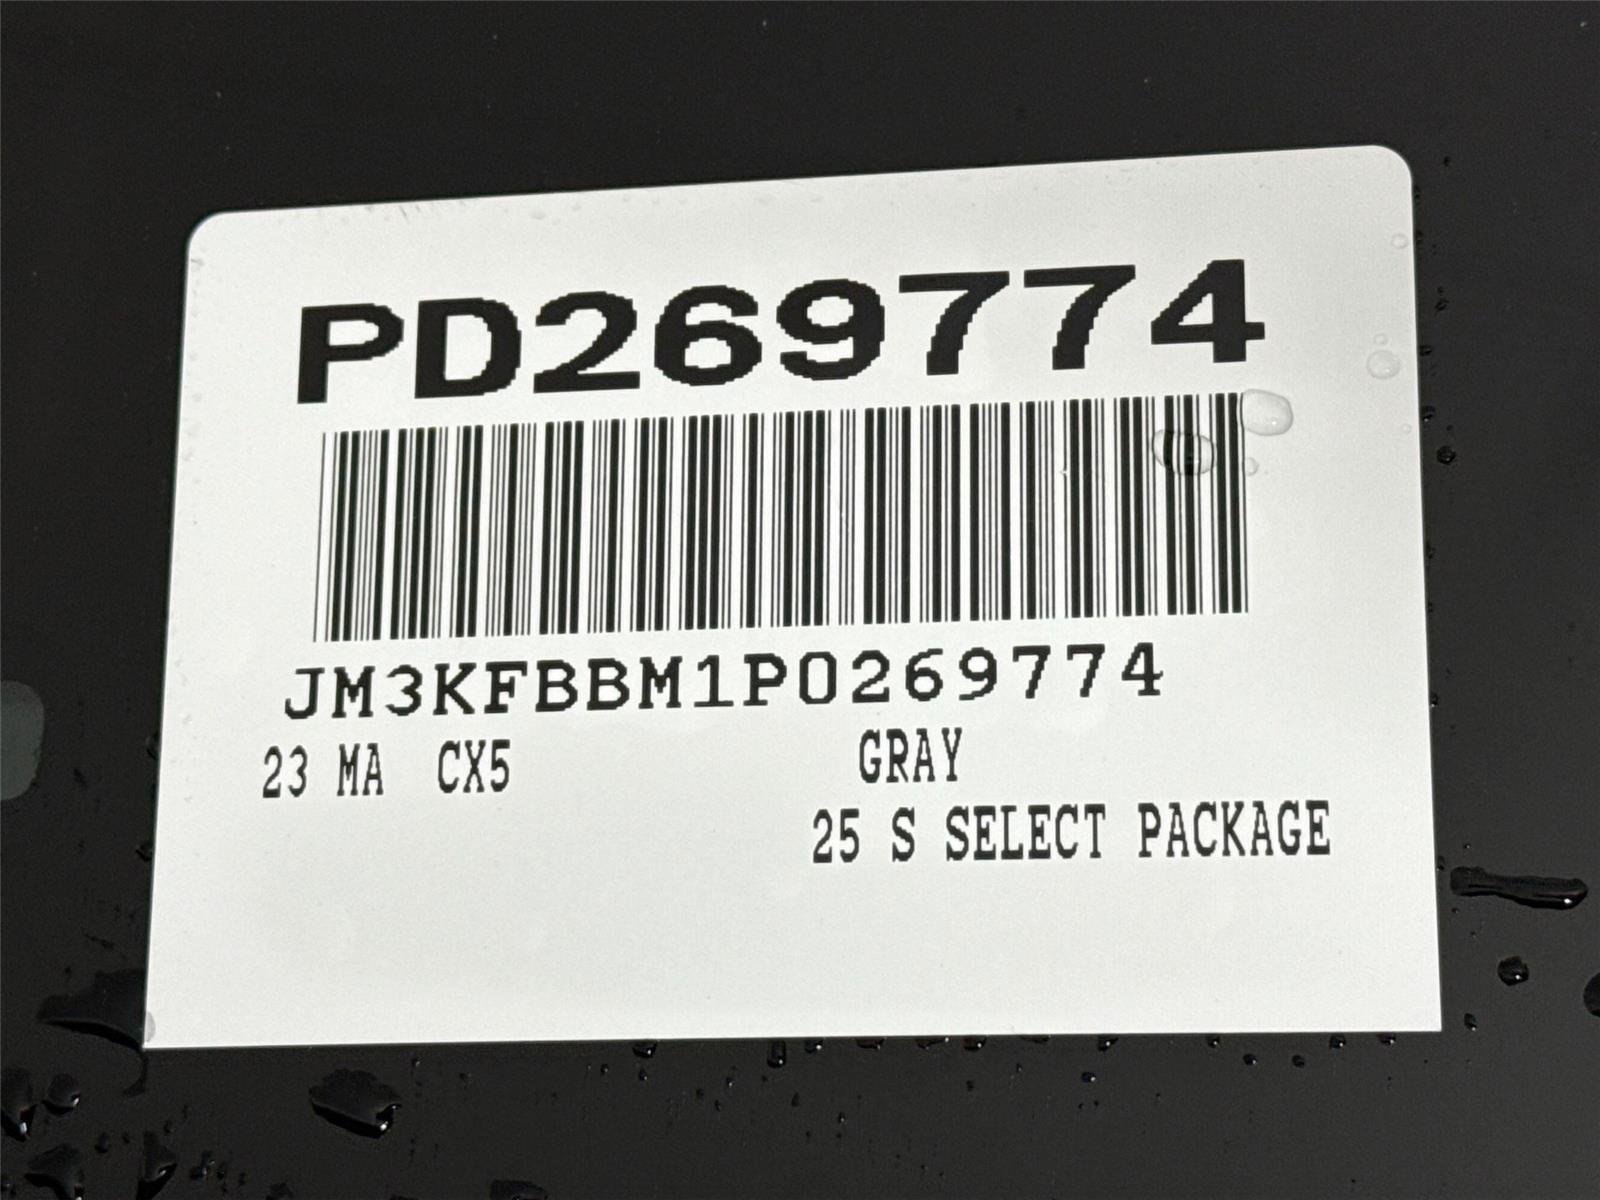 PD269774
JM3KFBBM1P0269774
23 MA CX5 GRAY
25 S SELECT PACKAGE